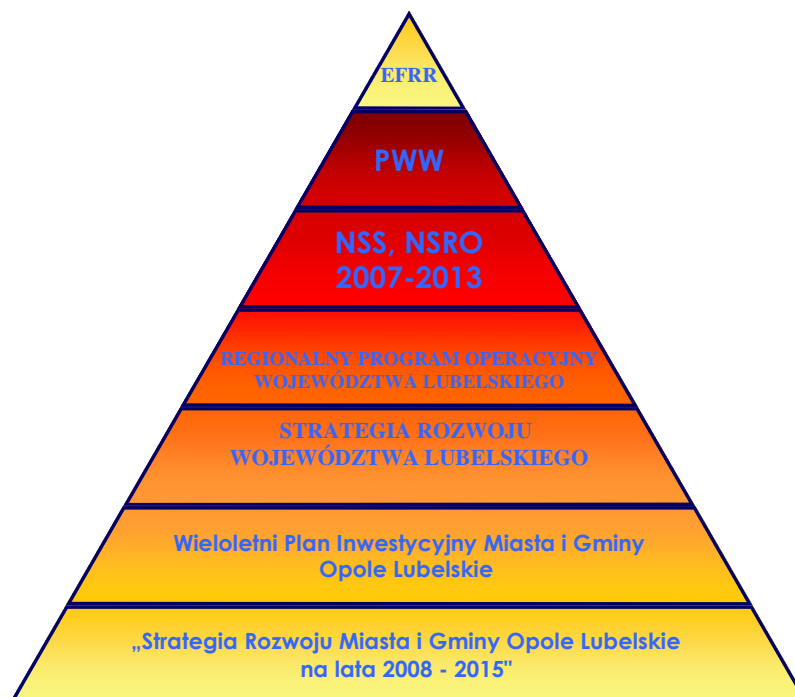 EFRR
PWW
NSS, NSRO
2007-2013
REGIONALNY PROGRAM OPERACYJNY
WOJEWÓDZTWA LUBELSKIEGO
STRATEGIA ROZWOJU
WOJEWÓDZTWA LUBELSKIEGO
Wieloletni Plan Inwestycyjny Miasta i Gminy
Opole Lubelskie
„Strategia Rozwoju Miasta i Gminy Opole Lubelskie
na lata 2008 - 2015"